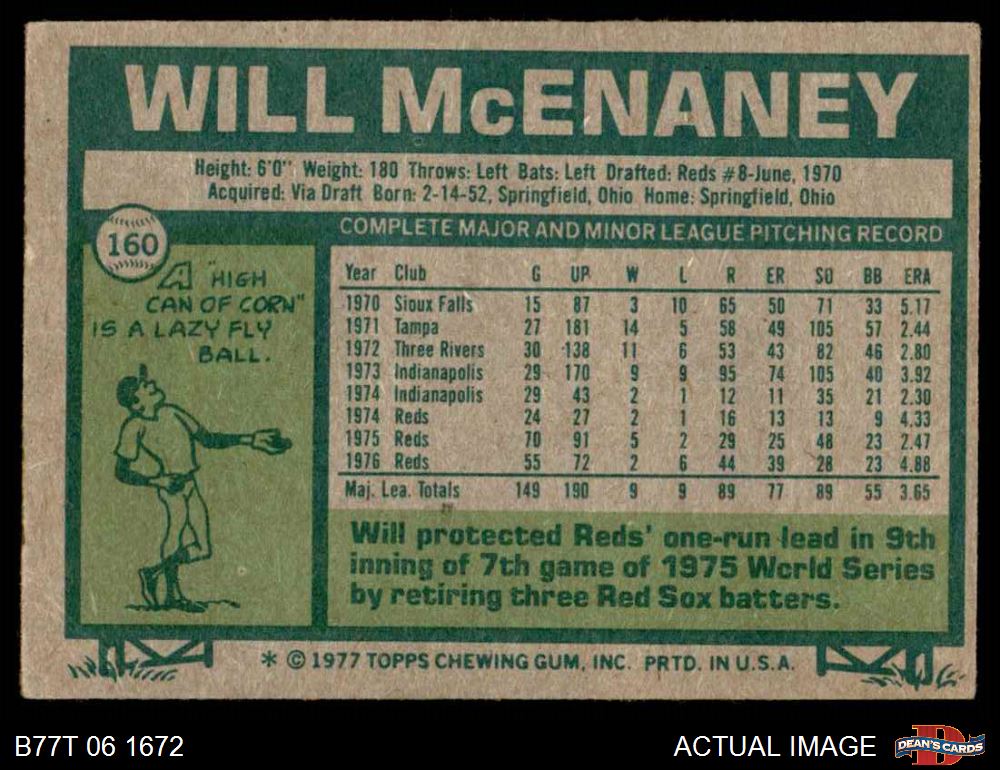 WILL McENANEY
Height: 6'0" Weight: 180 Throws: Left Bats: Left Drafted: Reds #8-June, 1970
Acquired: Via Draft Born: 2-14-52, Springfield, Ohio Home: Springfield, Ohio
160
COMPLETE MAJOR AND MINOR LEAGUE PITCHING RECORD
A "HIGH
CAN OF CORN"
IS A LAZY FLY
BALL.
Year Club G UP W L R ER SO BB ERA
1970 Sioux Falls 15 87 3 10 65 50 71 33 5.17
1971 Tampa 27 181 14 5 58 49 105 57 2.44
1972 Three Rivers 30 138 11 6 53 43 82 46 2.80
1973 Indianapolis 29 170 9 9 95 74 105 40 3.92
1974 Indianapolis 29 43 2 1 12 11 35 21 2.30
1974 Reds 24 27 2 1 16 13 13 9 4.33
1975 Reds 70 91 5 2 29 25 48 23 2.47
1976 Reds 55 72 2 6 44 39 28 23 4.88
Maj. Lea. Totals 149 190 9 9 89 77 89 55 3.65
Will protected Reds' one-run lead in 9th
inning of 7th game of 1975 World Series
by retiring three Red Sox batters.
* © 1977 TOPPS CHEWING GUM, INC. PRTD. IN U.S.A.
B77T 06 1672
ACTUAL IMAGE
D
DEAN'S CARDS